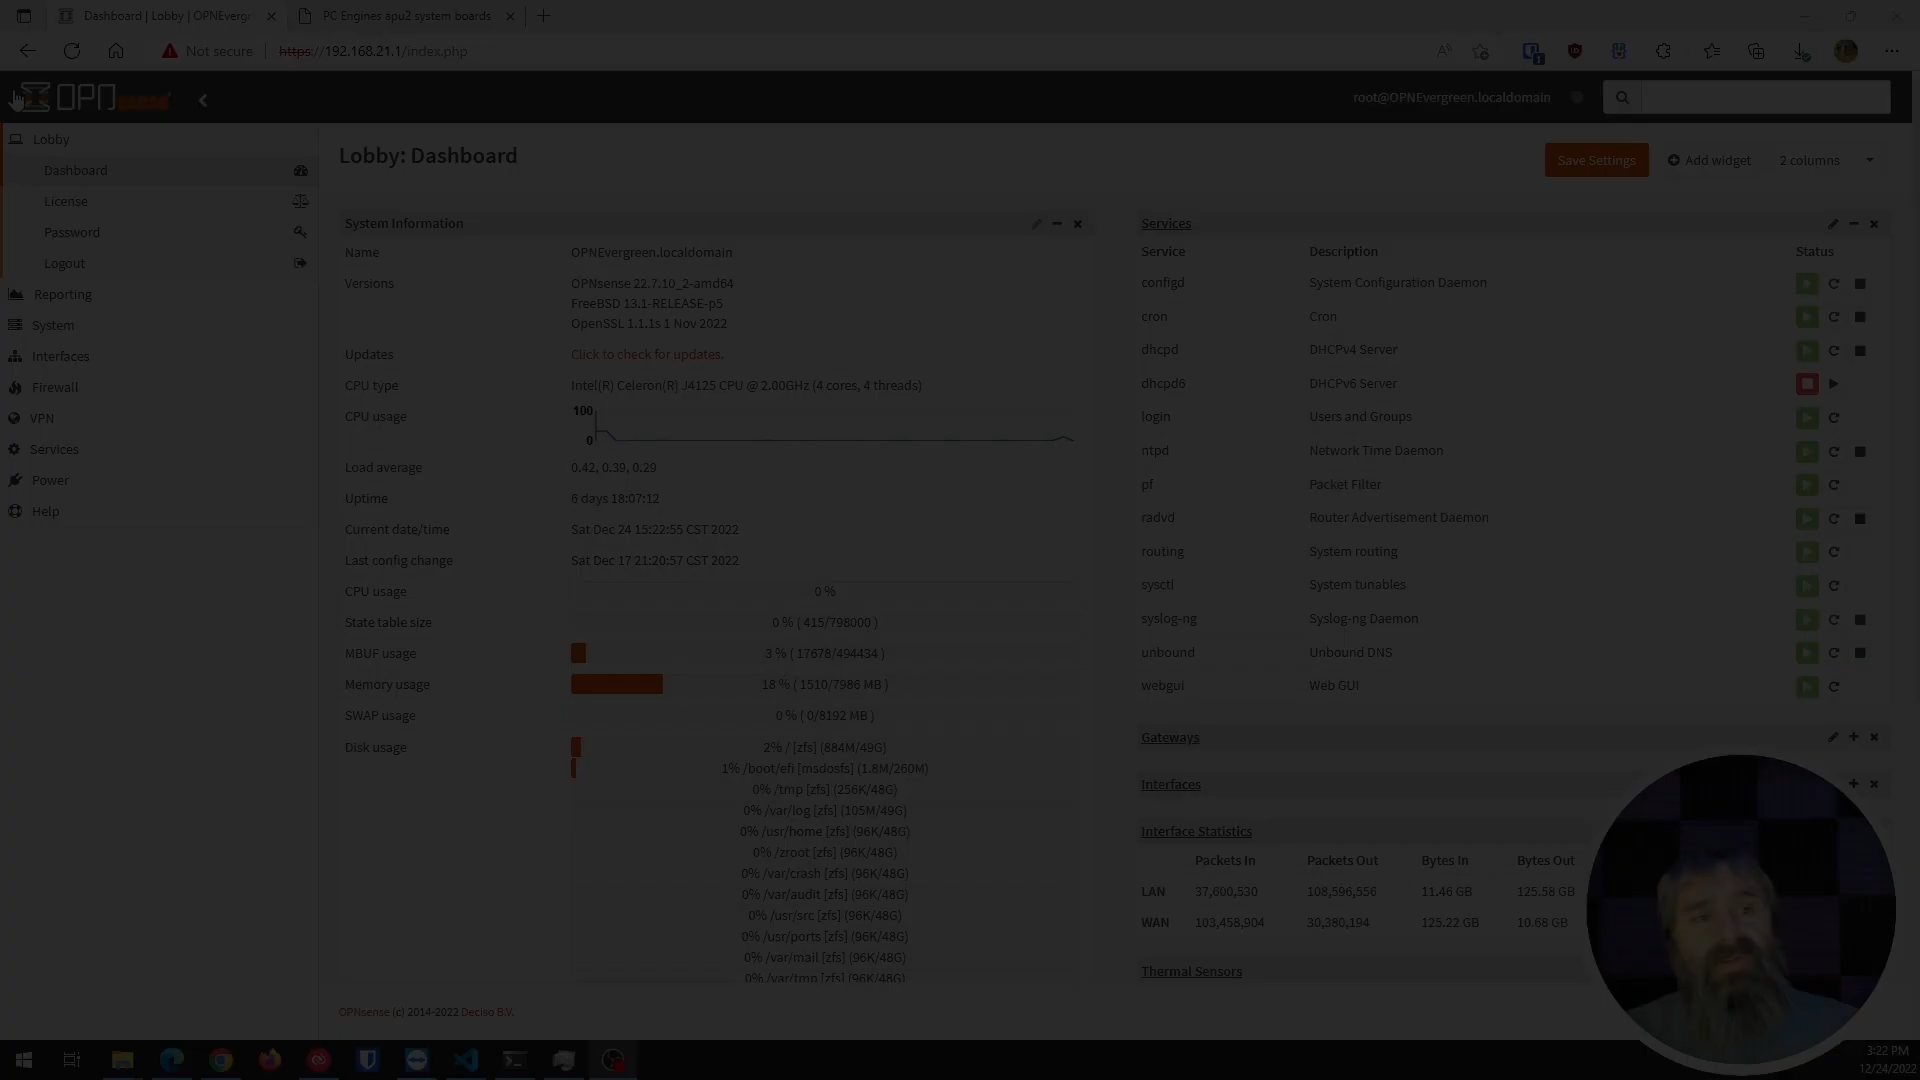 Dashboard | Lobby | OPNEvergr
PC Engines apu2 system boards
Not secure
https://192.168.21.1/index.php
OPNsense
root@OPNEvergreen.localdomain
Lobby
Dashboard
License
Password
Logout
Reporting
System
Interfaces
Firewall
VPN
Services
Power
Help
Lobby: Dashboard
Save Settings
Add widget
2 columns
System Information
Name OPNEvergreen.localdomain
Versions OPNsense 22.7.10_2-amd64
FreeBSD 13.1-RELEASE-p5
OpenSSL 1.1.1s 1 Nov 2022
Updates Click to check for updates.
CPU type Intel(R) Celeron(R) J4125 CPU @ 2.00GHz (4 cores, 4 threads)
CPU usage 100
0
Load average 0.42, 0.39, 0.29
Uptime 6 days 18:07:12
Current date/time Sat Dec 24 15:22:55 CST 2022
Last config change Sat Dec 17 21:20:57 CST 2022
CPU usage 0 %
State table size 0 % ( 415/798000 )
MBUF usage 3 % ( 17678/494434 )
Memory usage 18 % ( 1510/7986 MB )
SWAP usage 0 % ( 0/8192 MB )
Disk usage 2% / [zfs] (884M/49G)
1% /boot/efi [msdosfs] (1.8M/260M)
0% /tmp [zfs] (256K/48G)
0% /var/log [zfs] (105M/49G)
0% /usr/home [zfs] (96K/48G)
0% /zroot [zfs] (96K/48G)
0% /var/crash [zfs] (96K/48G)
0% /var/audit [zfs] (96K/48G)
0% /usr/src [zfs] (96K/48G)
0% /usr/ports [zfs] (96K/48G)
0% /var/mail [zfs] (96K/48G)
0% /var/tmp [zfs] (96K/48G)
Services
Service Description Status
configd System Configuration Daemon
cron Cron
dhcpd DHCPv4 Server
dhcpd6 DHCPv6 Server
login Users and Groups
ntpd Network Time Daemon
pf Packet Filter
radvd Router Advertisement Daemon
routing System routing
sysctl System tunables
syslog-ng Syslog-ng Daemon
unbound Unbound DNS
webgui Web GUI
Gateways
Interfaces
Interface Statistics
Packets In Packets Out Bytes In Bytes Out
LAN 37,600,530 108,596,556 11.46 GB 125.58 GB
WAN 103,458,904 30,380,194 125.22 GB 10.68 GB
Thermal Sensors
OPNsense (c) 2014-2022 Deciso B.V.
3:22 PM
12/24/2022